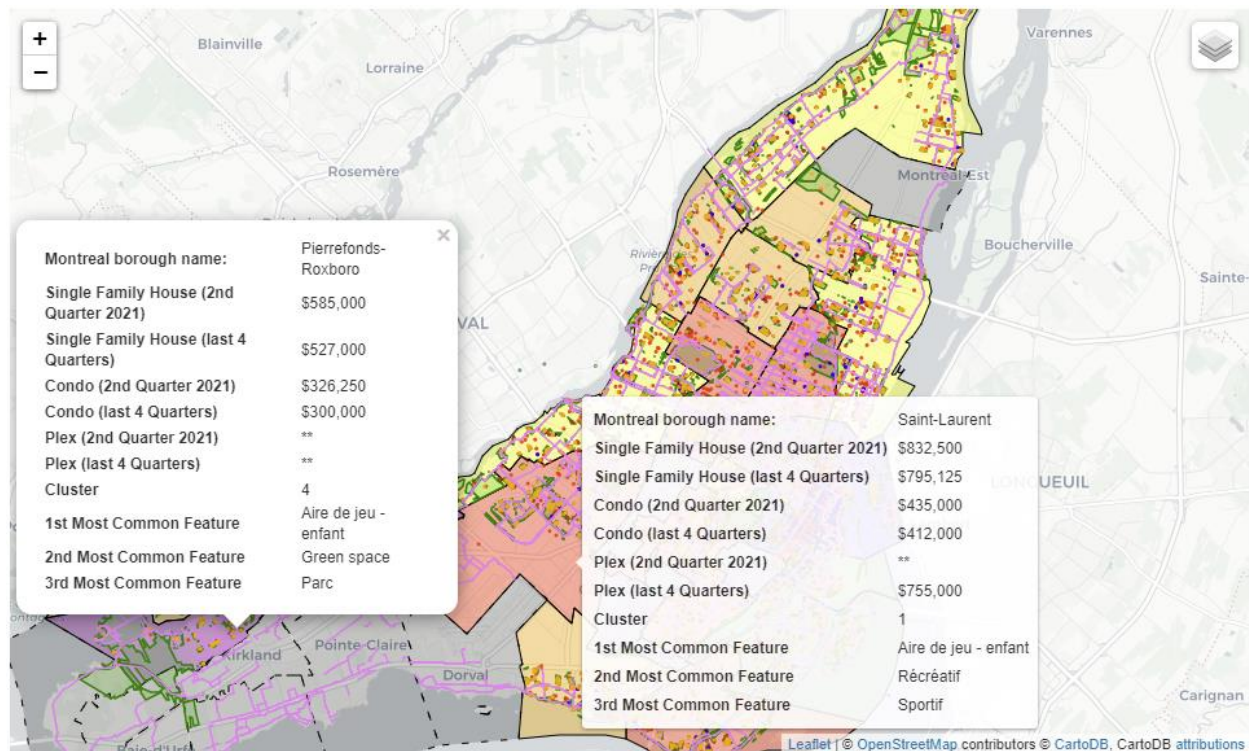 +
−
Blainville
Lorraine
Varennes
Rosemère
Montréal-Est
Boucherville
Sainte-
LONGUEUIL
Carignan
Kirkland
Pointe-Claire
Dorval
Baie-d'Urfé
×
Montreal borough name: Pierrefonds-
Roxboro
Single Family House (2nd
Quarter 2021) $585,000
Single Family House (last 4
Quarters) $527,000
Condo (2nd Quarter 2021) $326,250
Condo (last 4 Quarters) $300,000
Plex (2nd Quarter 2021) **
Plex (last 4 Quarters) **
Cluster 4
1st Most Common Feature Aire de jeu -
enfant
2nd Most Common Feature Green space
3rd Most Common Feature Parc
Montreal borough name: Saint-Laurent
Single Family House (2nd Quarter 2021) $832,500
Single Family House (last 4 Quarters) $795,125
Condo (2nd Quarter 2021) $435,000
Condo (last 4 Quarters) $412,000
Plex (2nd Quarter 2021) **
Plex (last 4 Quarters) $755,000
Cluster 1
1st Most Common Feature Aire de jeu - enfant
2nd Most Common Feature Récréatif
3rd Most Common Feature Sportif
Leaflet | © OpenStreetMap contributors © CartoDB, CartoDB attributions